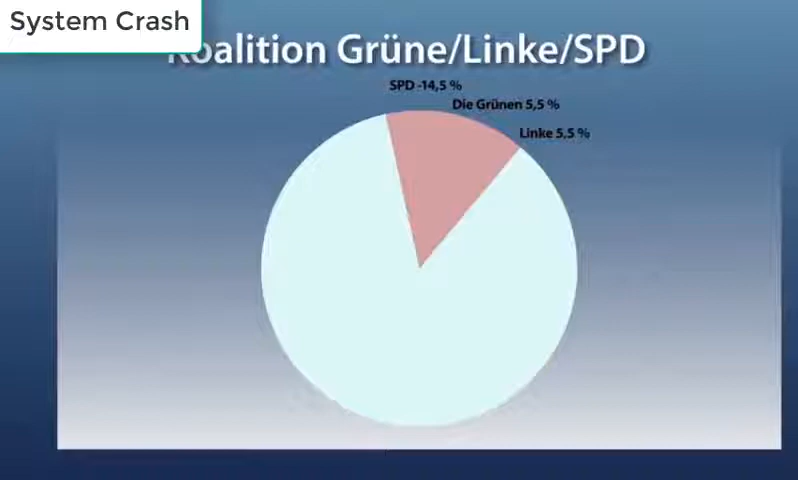 System Crash
Koalition Grüne/Linke/SPD
SPD -14,5 %
Die Grünen 5,5 %
Linke 5,5 %